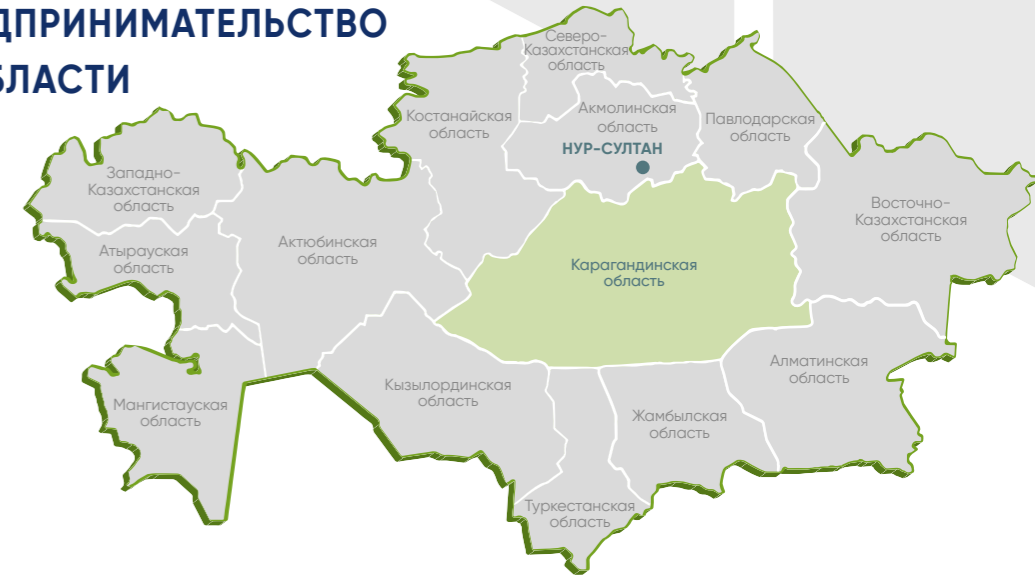 ДПРИНИМАТЕЛЬСТВО
БЛАСТИ
Северо-
Казахстанская
область
Костанайская
область
Акмолинская
область
НУР-СУЛТАН
Павлодарская
область
Западно-
Казахстанская
область
Восточно-
Казахстанская
область
Атырауская
область
Актюбинская
область
Карагандинская
область
Алматинская
область
Мангистауская
область
Кызылординская
область
Жамбылская
область
Туркестанская
область